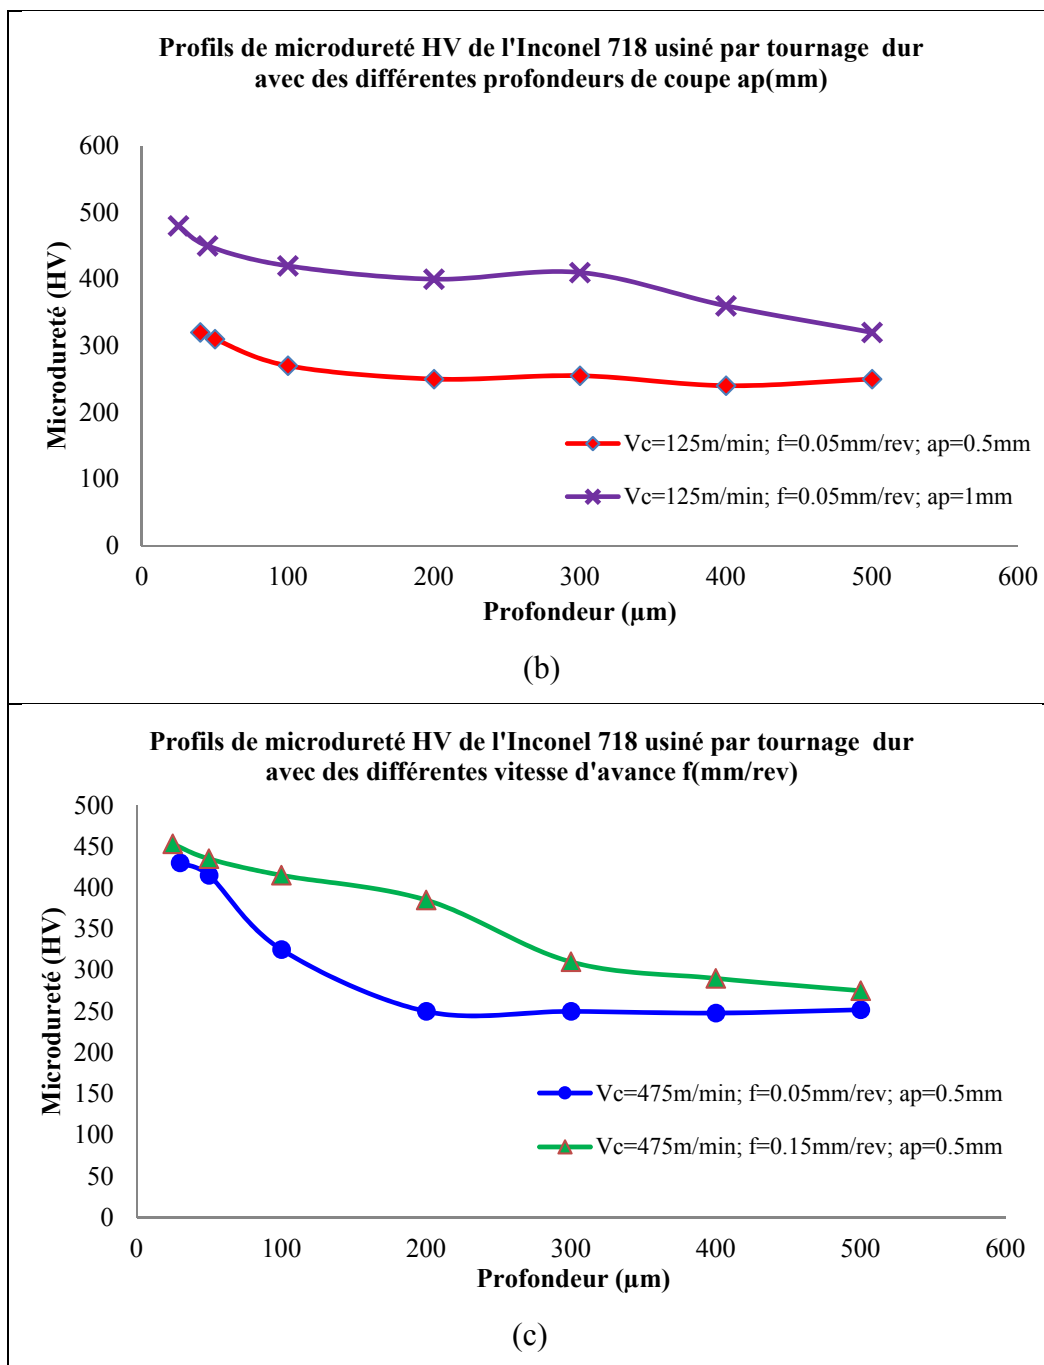 Profils de microdureté HV de l'Inconel 718 usiné par tournage dur
avec des différentes profondeurs de coupe ap(mm)
600
500
400
300
200
100
0
Microdureté (HV)
Vc=125m/min; f=0.05mm/rev; ap=0.5mm
Vc=125m/min; f=0.05mm/rev; ap=1mm
0 100 200 300 400 500 600
Profondeur (µm)
(b)
Profils de microdureté HV de l'Inconel 718 usiné par tournage dur
avec des différentes vitesse d'avance f(mm/rev)
500
450
400
350
300
250
200
150
100
50
0
Microdureté (HV)
Vc=475m/min; f=0.05mm/rev; ap=0.5mm
Vc=475m/min; f=0.15mm/rev; ap=0.5mm
0 100 200 300 400 500 600
Profondeur (µm)
(c)